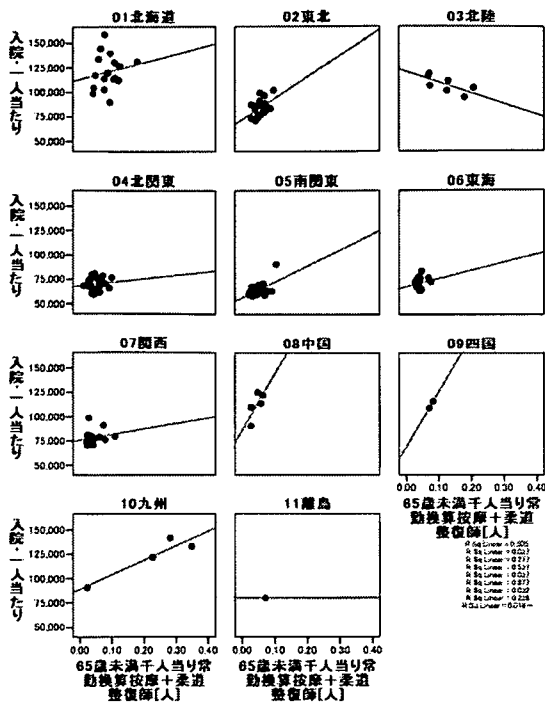 01北海道
02東北
03北陸
入院・一人当たり
150,000
125,000
100,000
75,000
50,000
04北関東
05南関東
06東海
入院・一人当たり
150,000
125,000
100,000
75,000
50,000
07関西
08中国
09四国
入院・一人当たり
150,000
125,000
100,000
75,000
50,000
0.00 0.10 0.20 0.30 0.40
65歳未満千人当り常
勤換算按摩+柔道
整復師[人]
10九州
11離島
入院・一人当たり
150,000
125,000
100,000
75,000
50,000
0.00 0.10 0.20 0.30 0.40
0.00 0.10 0.20 0.30 0.40
65歳未満千人当り常
勤換算按摩+柔道
整復師[人]
65歳未満千人当り常
勤換算按摩+柔道
整復師[人]